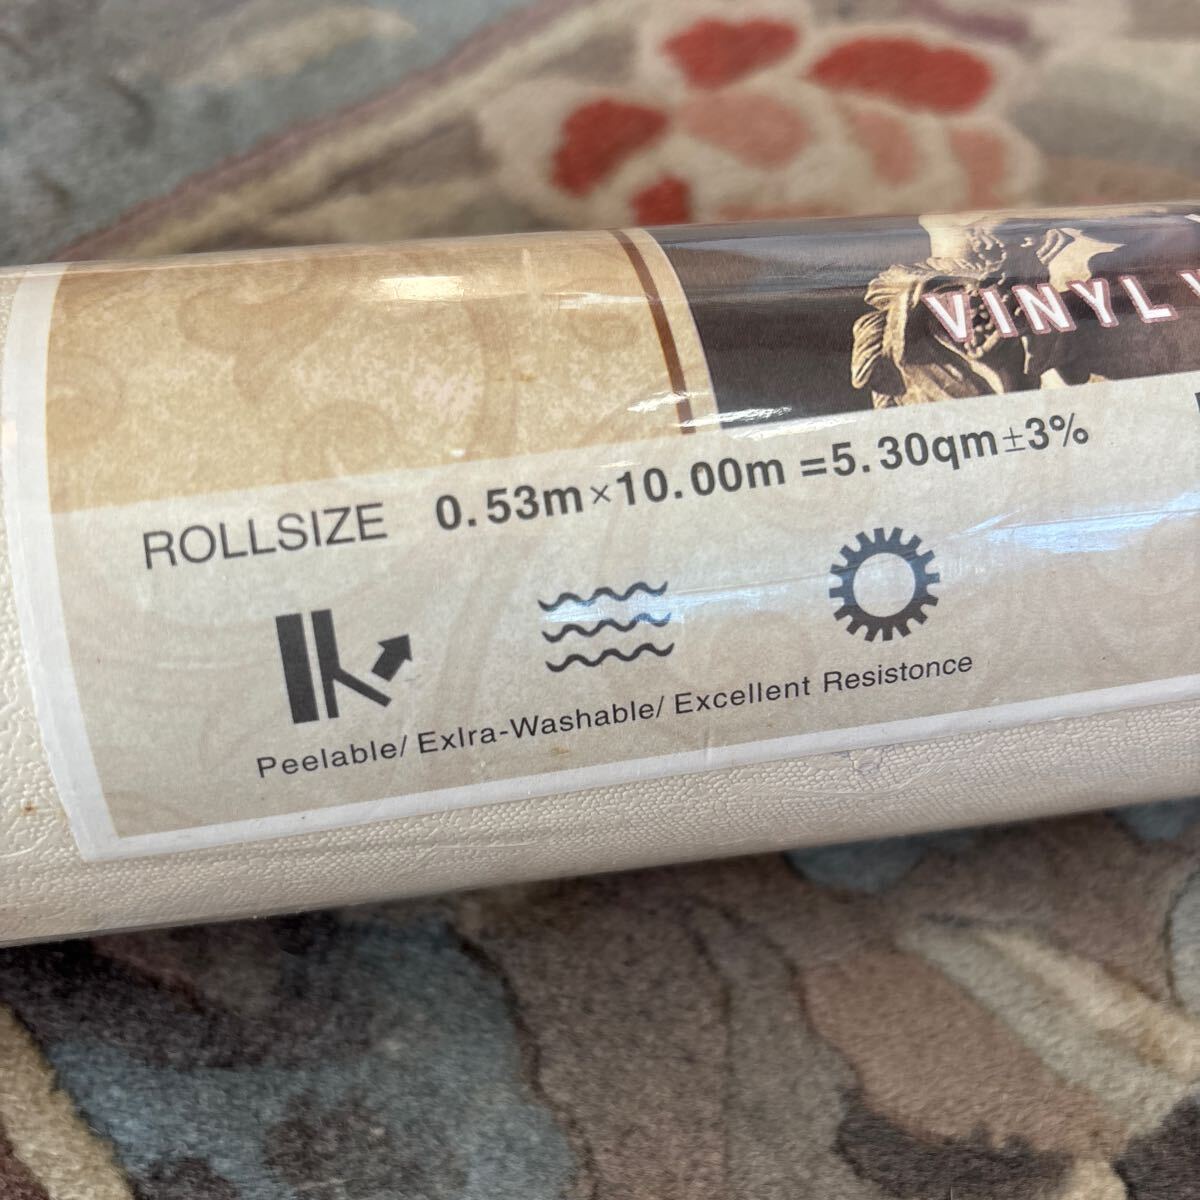 VINYL
ROLLSIZE 0.53m×10.00m =5.30qm±3%
Peelable/ Exlra-Washable/ Excellent Resistonce